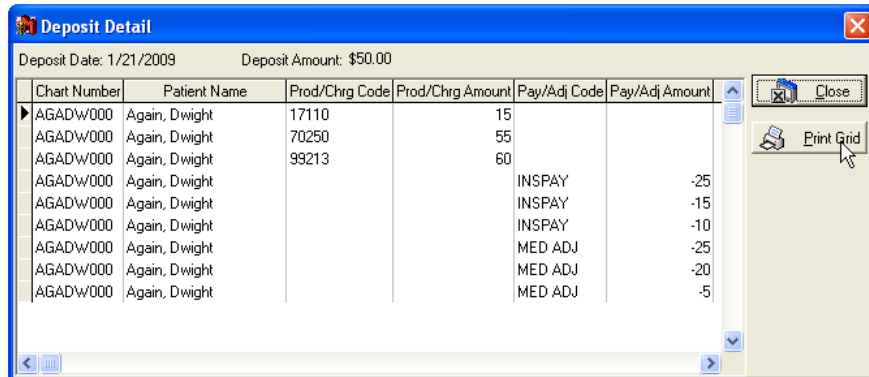 Deposit Detail
Deposit Date: 1/21/2009 Deposit Amount: $50.00
Chart Number Patient Name Prod/Chrg Code Prod/Chrg Amount Pay/Adj Code Pay/Adj Amount
AGADW000 Again, Dwight 17110 15
AGADW000 Again, Dwight 70250 55
AGADW000 Again, Dwight 99213 60
AGADW000 Again, Dwight INSPAY -25
AGADW000 Again, Dwight INSPAY -15
AGADW000 Again, Dwight INSPAY -10
AGADW000 Again, Dwight MED ADJ -25
AGADW000 Again, Dwight MED ADJ -20
AGADW000 Again, Dwight MED ADJ -5
Close
Print Grid